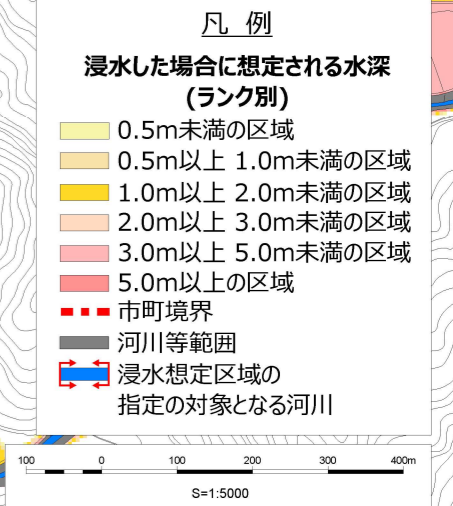 凡 例
浸水した場合に想定される水深
(ランク別)
0.5m未満の区域
0.5m以上 1.0m未満の区域
1.0m以上 2.0m未満の区域
2.0m以上 3.0m未満の区域
3.0m以上 5.0m未満の区域
5.0m以上の区域
市町境界
河川等範囲
浸水想定区域の
指定の対象となる河川
100 0 100 200 300 400m
S=1:5000